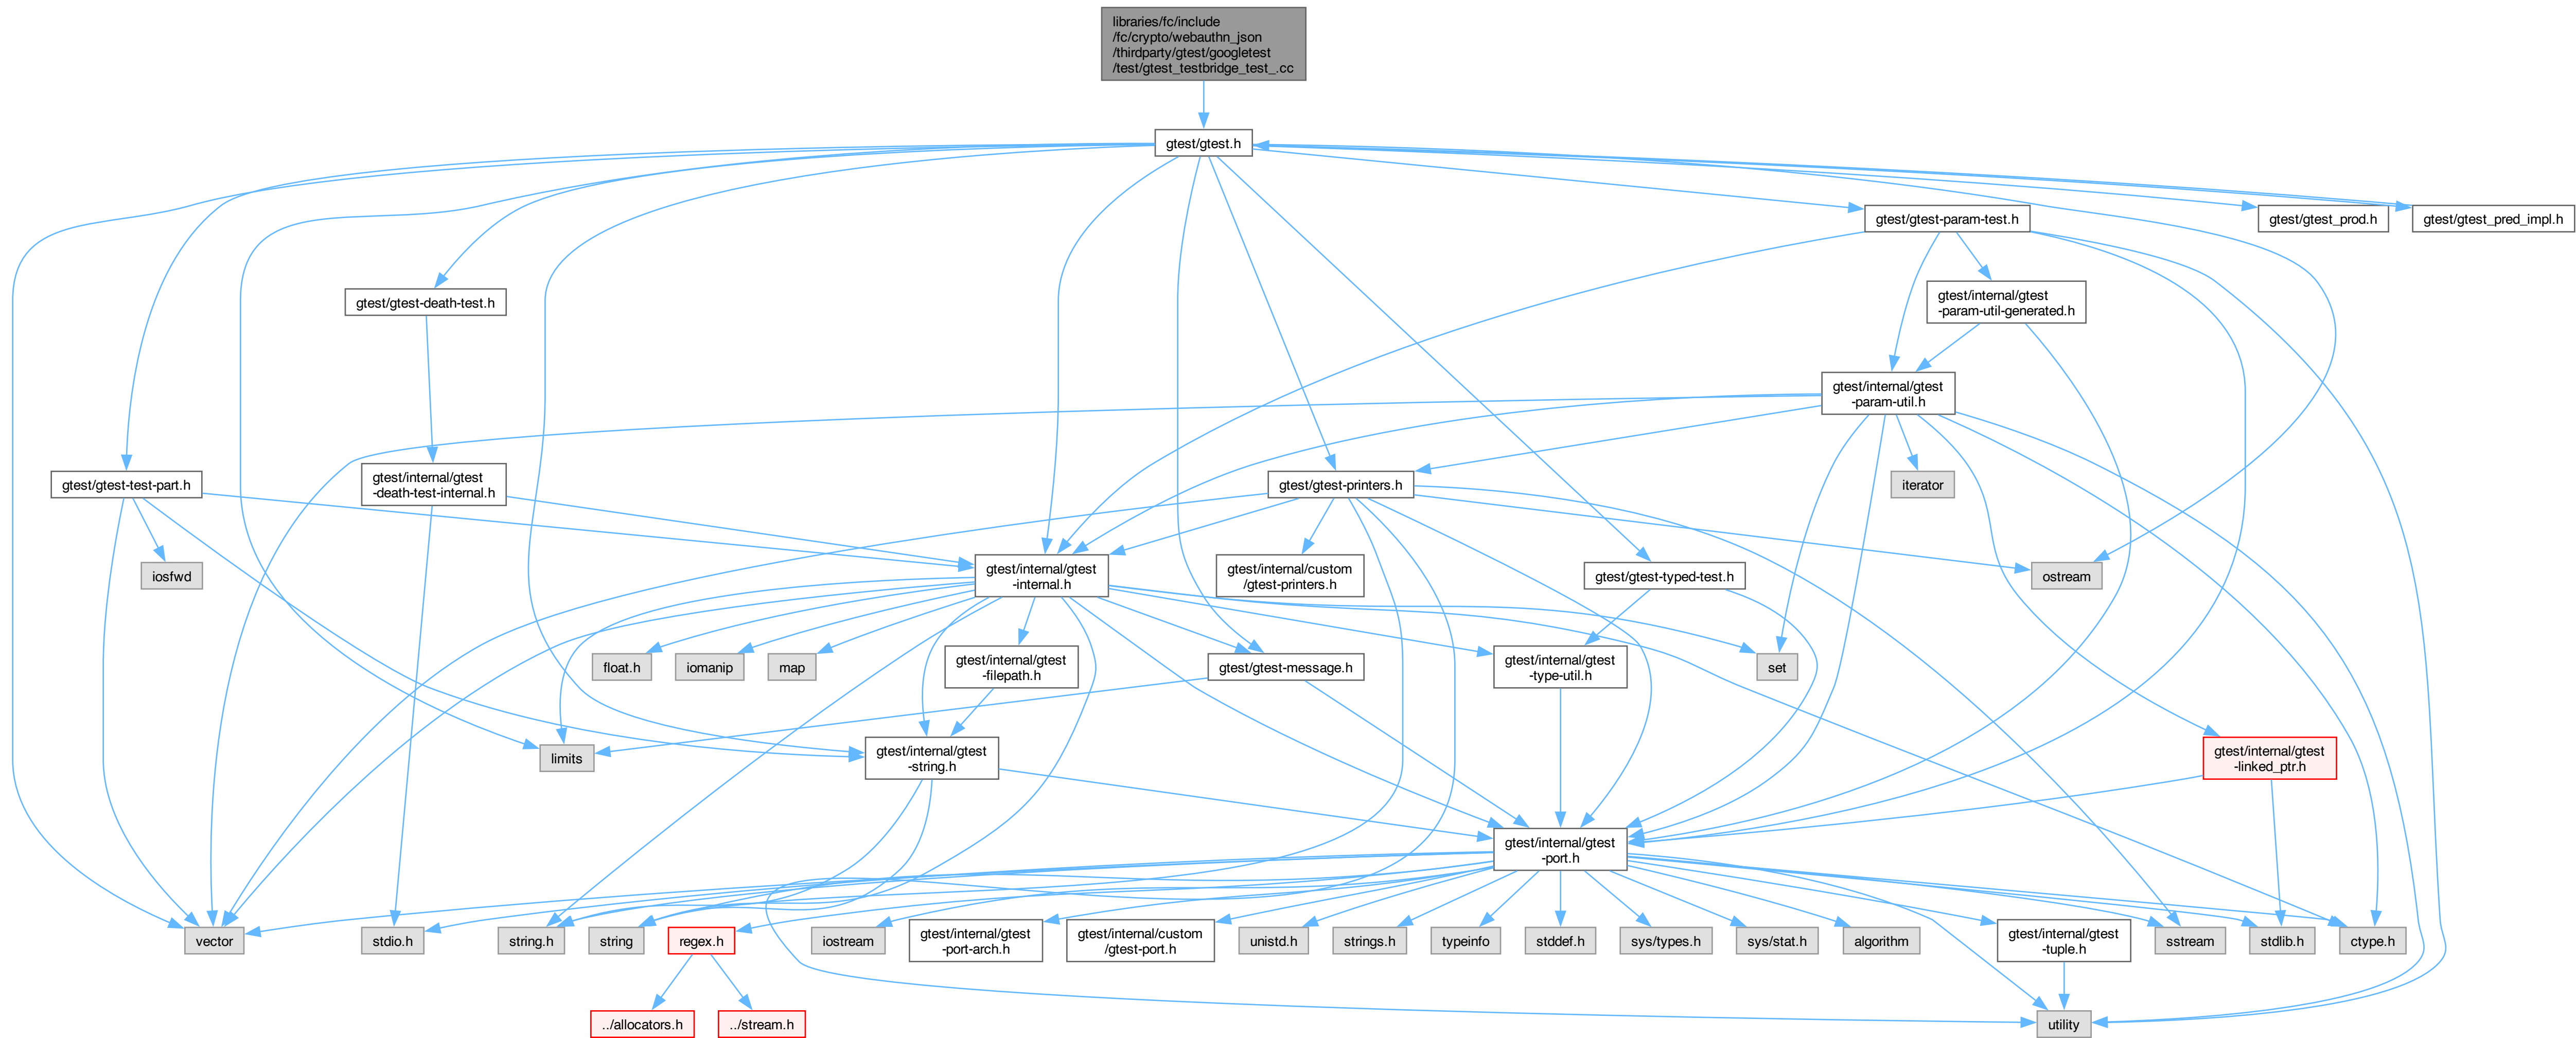 libraries/fc/include
/fc/crypto/webauthn_json
/thirdparty/gtest/googletest
/test/gtest_testbridge_test_.cc
gtest/gtest.h
gtest/gtest-param-test.h
gtest/gtest_prod.h
gtest/gtest_pred_impl.h
gtest/gtest-death-test.h
gtest/internal/gtest
-param-util-generated.h
gtest/internal/gtest
-param-util.h
gtest/gtest-test-part.h
gtest/internal/gtest
-death-test-internal.h
gtest/gtest-printers.h
iterator
iosfwd
gtest/internal/gtest
-internal.h
gtest/internal/custom
/gtest-printers.h
gtest/gtest-typed-test.h
ostream
float.h
iomanip
map
gtest/internal/gtest
-filepath.h
gtest/gtest-message.h
gtest/internal/gtest
-type-util.h
set
limits
gtest/internal/gtest
-string.h
gtest/internal/gtest
-linked_ptr.h
gtest/internal/gtest
-port.h
vector
stdio.h
string.h
string
regex.h
iostream
gtest/internal/gtest
-port-arch.h
gtest/internal/custom
/gtest-port.h
unistd.h
strings.h
typeinfo
stddef.h
sys/types.h
sys/stat.h
algorithm
gtest/internal/gtest
-tuple.h
sstream
stdlib.h
ctype.h
../allocators.h
../stream.h
utility